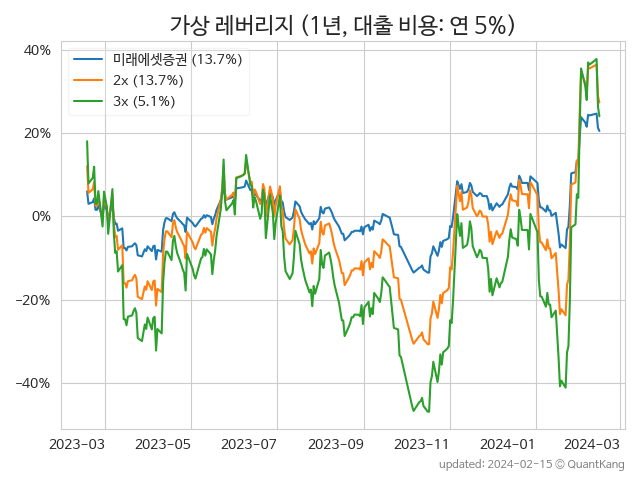 가상 레버리지 (1년, 대출 비용: 연 5%)
미래에셋증권 (13.7%)
2x (13.7%)
3x (5.1%)
40%
20%
0%
−20%
−40%
2023-03 2023-05 2023-07 2023-09 2023-11 2024-01 2024-03
updated: 2024-02-15 © QuantKang